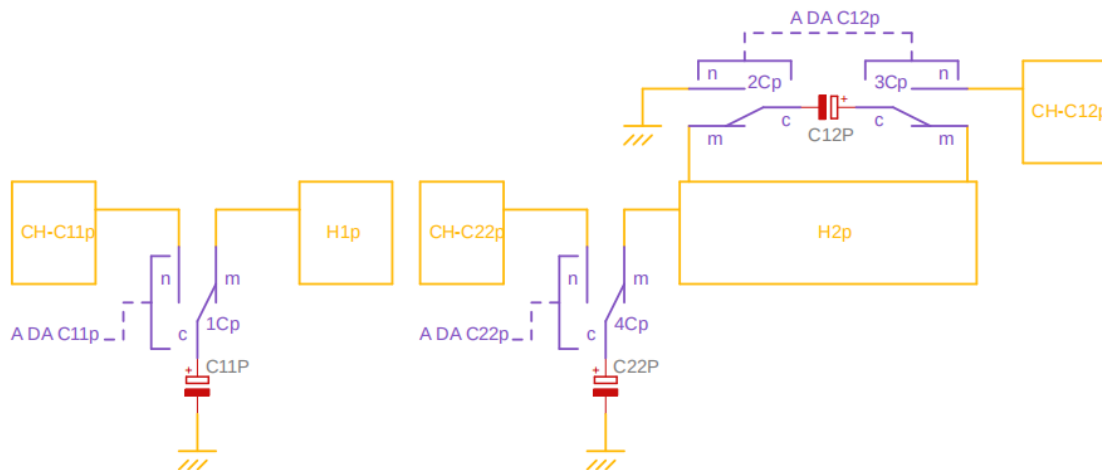 A DA C12p
n
2Cp
3Cp
n
CH-C12p
m
c
C12P
+
c
m
CH-C11p
H1p
CH-C22p
H2p
n
m
n
m
A DA C11p
c
1Cp
A DA C22p
c
4Cp
+
C11P
+
C22P